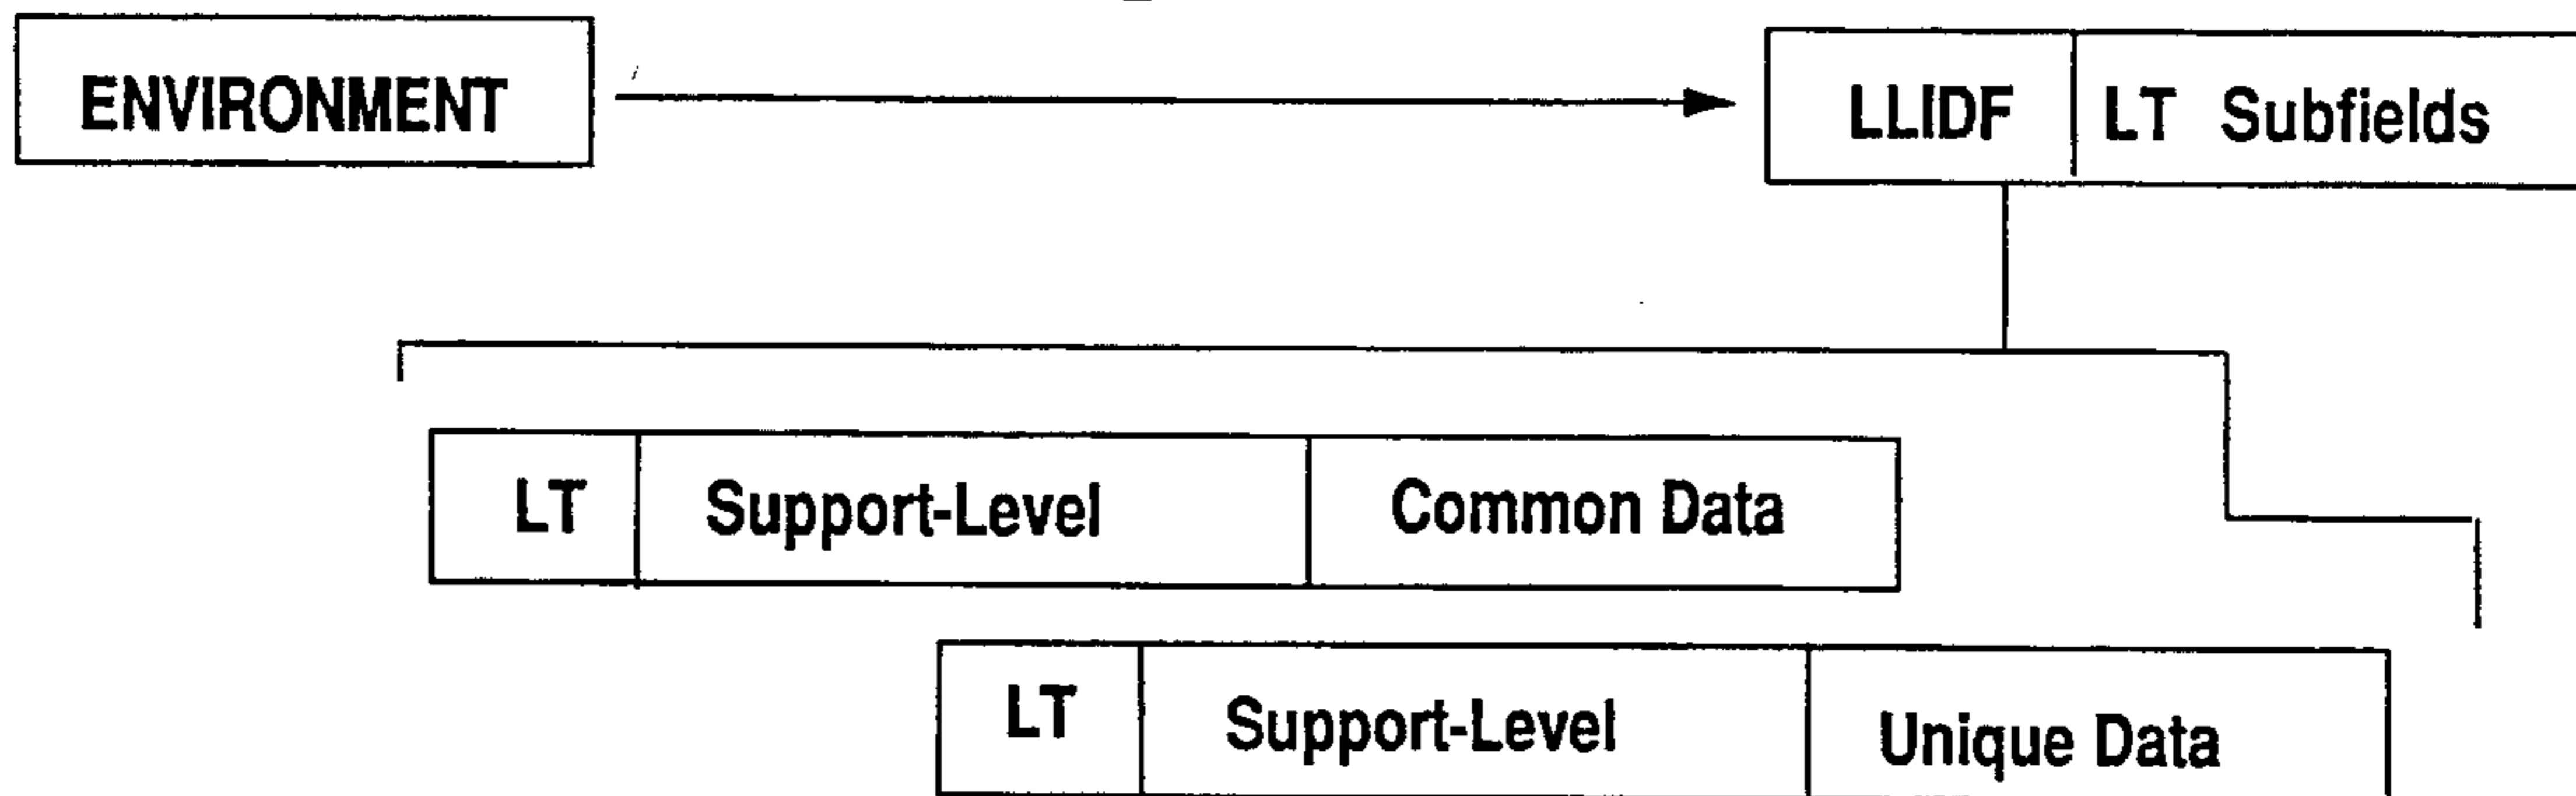 ENVIRONMENT
LLIDF LT Subfields
LT Support-Level Common Data
LT Support-Level Unique Data